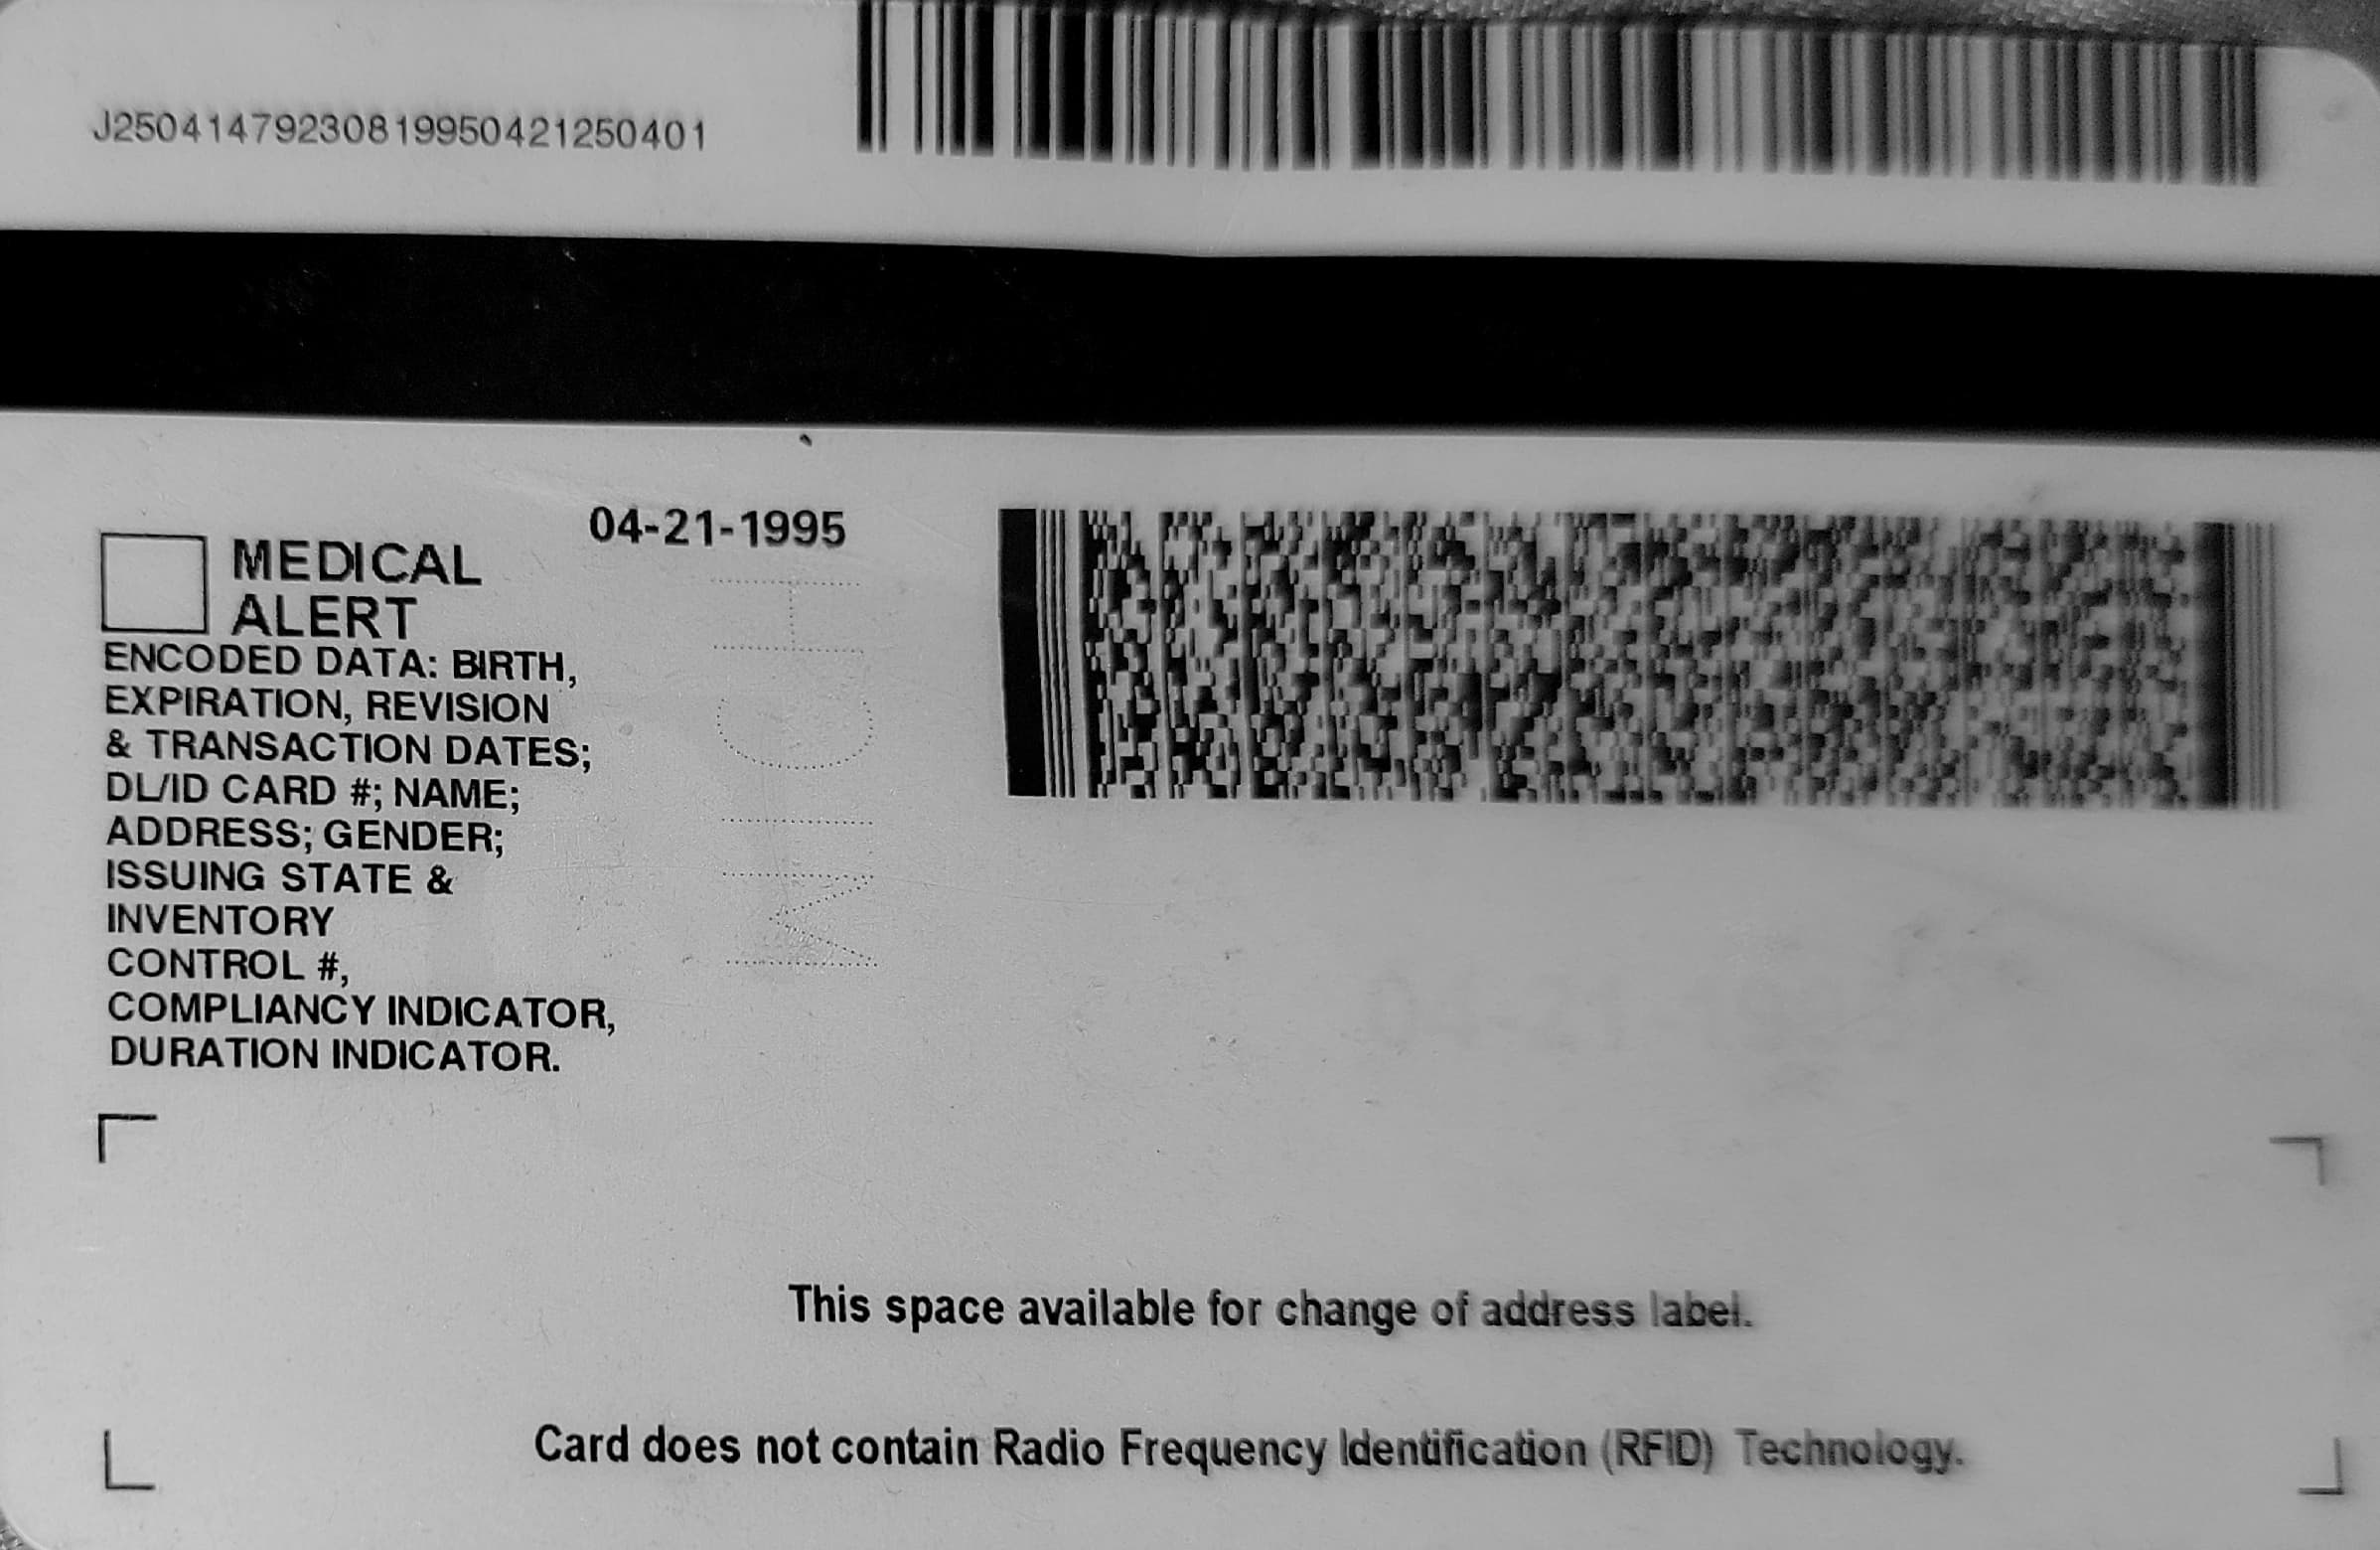 J250414792308199504212504​01
04-21-1995
MEDICAL
ALERT
ENCODED DATA: BIRTH,
EXPIRATION, REVISION
& TRANSACTION DATES;
DL/ID CARD #; NAME;
ADDRESS; GENDER;
ISSUING STATE &
INVENTORY
CONTROL #,
COMPLIANCY INDICATOR,
DURATION INDICATOR.
This space available for change of address label.
Card does not contain Radio Frequency Identification (RFID) Technology.